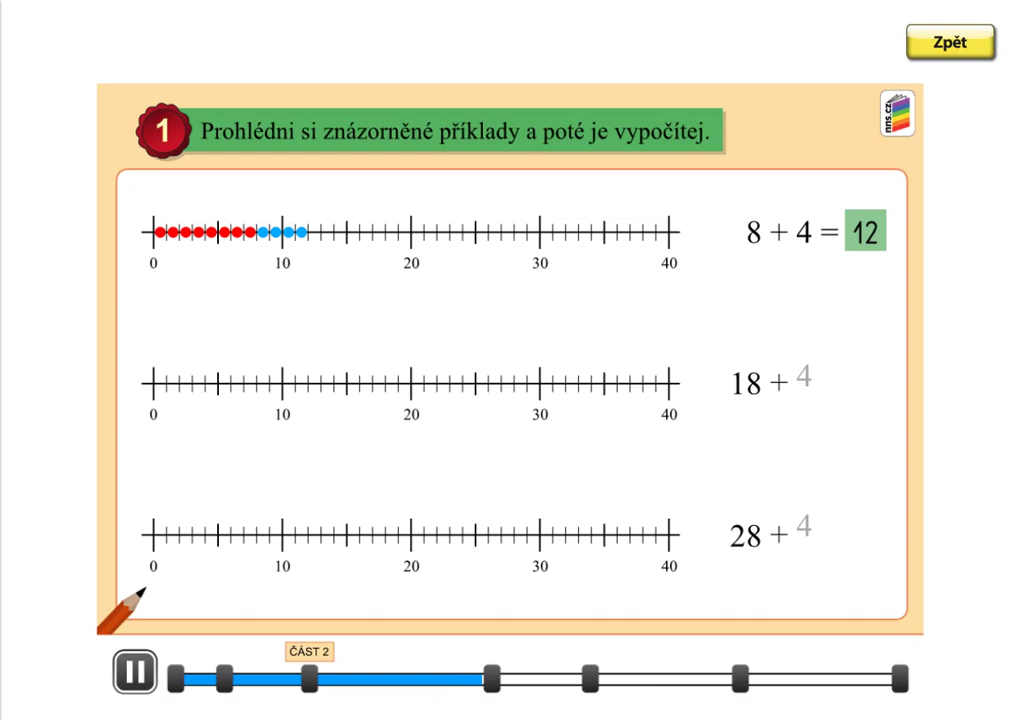 Zpět
1 Prohlédni si znázorněné příklady a poté je vypočítej.
nns.cz
8 + 4 = 12
0 10 20 30 40
18 + 4
0 10 20 30 40
28 + 4
0 10 20 30 40
ČÁST 2